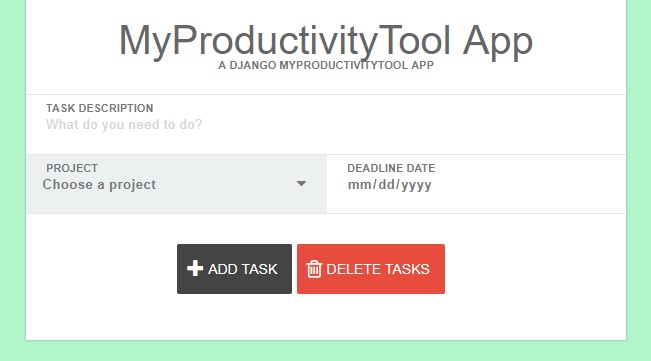 MyProductivityTool App
A DJANGO MYPRODUCTIVITYTOOL APP
TASK DESCRIPTION
What do you need to do?
PROJECT
Choose a project
DEADLINE DATE
mm/dd/yyyy
ADD TASK
DELETE TASKS